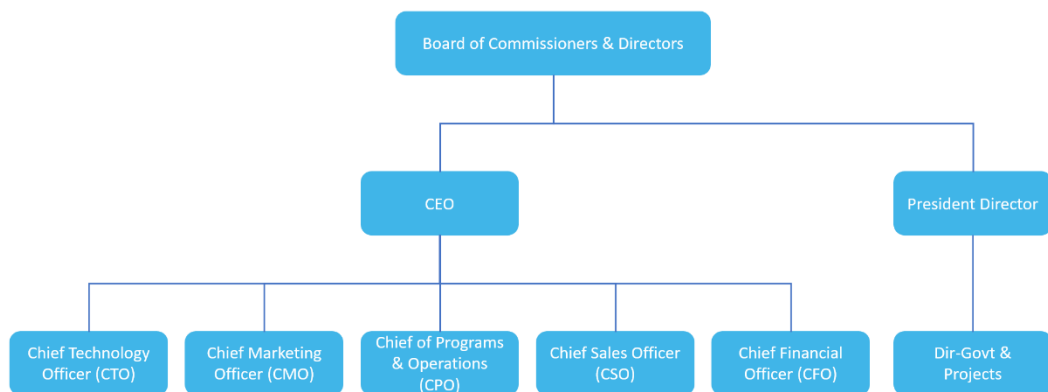 Board of Commissioners & Directors
CEO
President Director
Chief Technology
Officer (CTO)
Chief Marketing
Officer (CMO)
Chief of Programs
& Operations
(CPO)
Chief Sales Officer
(CSO)
Chief Financial
Officer (CFO)
Dir-Govt &
Projects